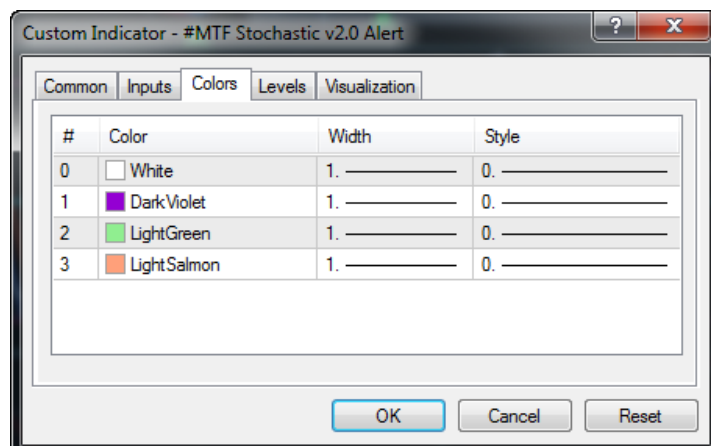 Custom Indicator - #MTF Stochastic v2.0 Alert ? X
Common Inputs Colors Levels Visualization
# Color Width Style
0 White 1. 0.
1 DarkViolet 1. 0.
2 LightGreen 1. 0.
3 LightSalmon 1. 0.
OK Cancel Reset